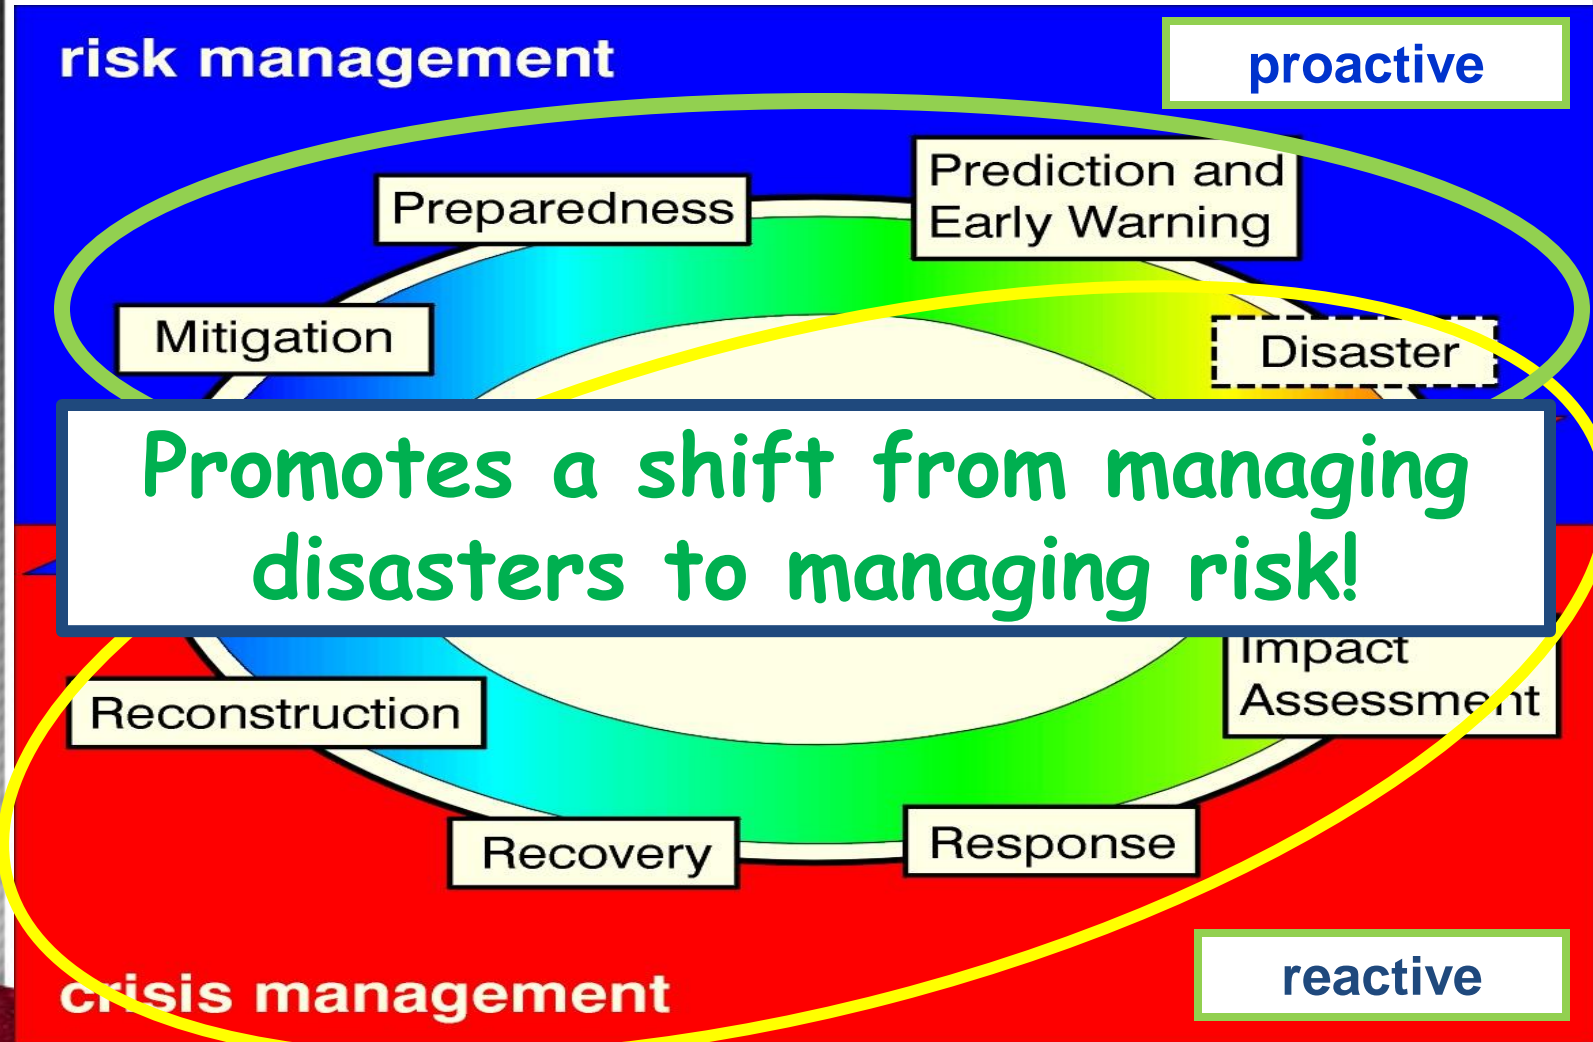 risk management
proactive
Prediction and
Early Warning
Preparedness
Mitigation
Disaster
Promotes a shift from managing
disasters to managing risk!
Impact
Assessment
Reconstruction
Recovery
Response
crisis management
reactive